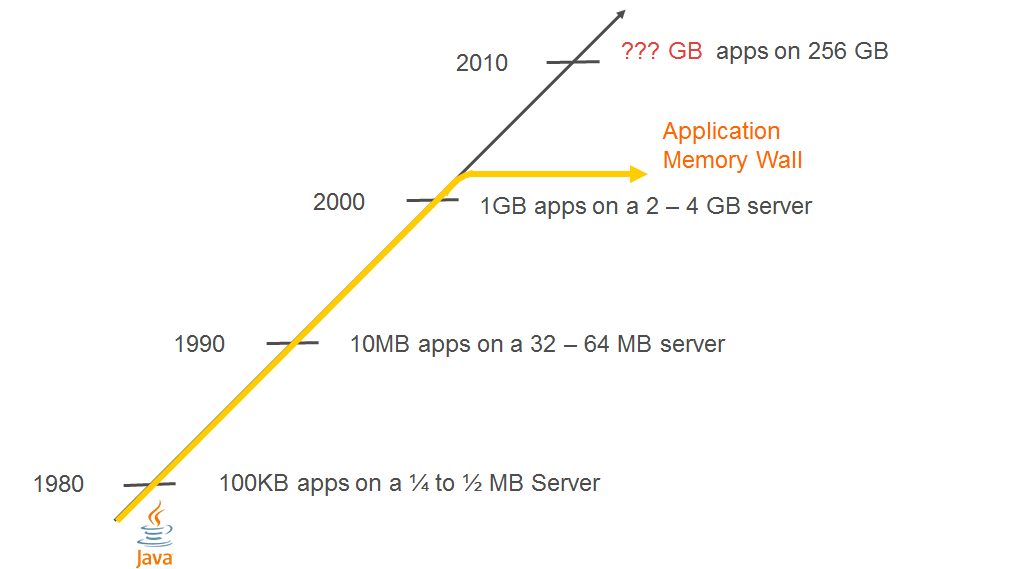 2010
??? GB apps on 256 GB
Application
Memory Wall
2000
1GB apps on a 2 – 4 GB server
1990
10MB apps on a 32 – 64 MB server
1980
100KB apps on a ¼ to ½ MB Server
Java